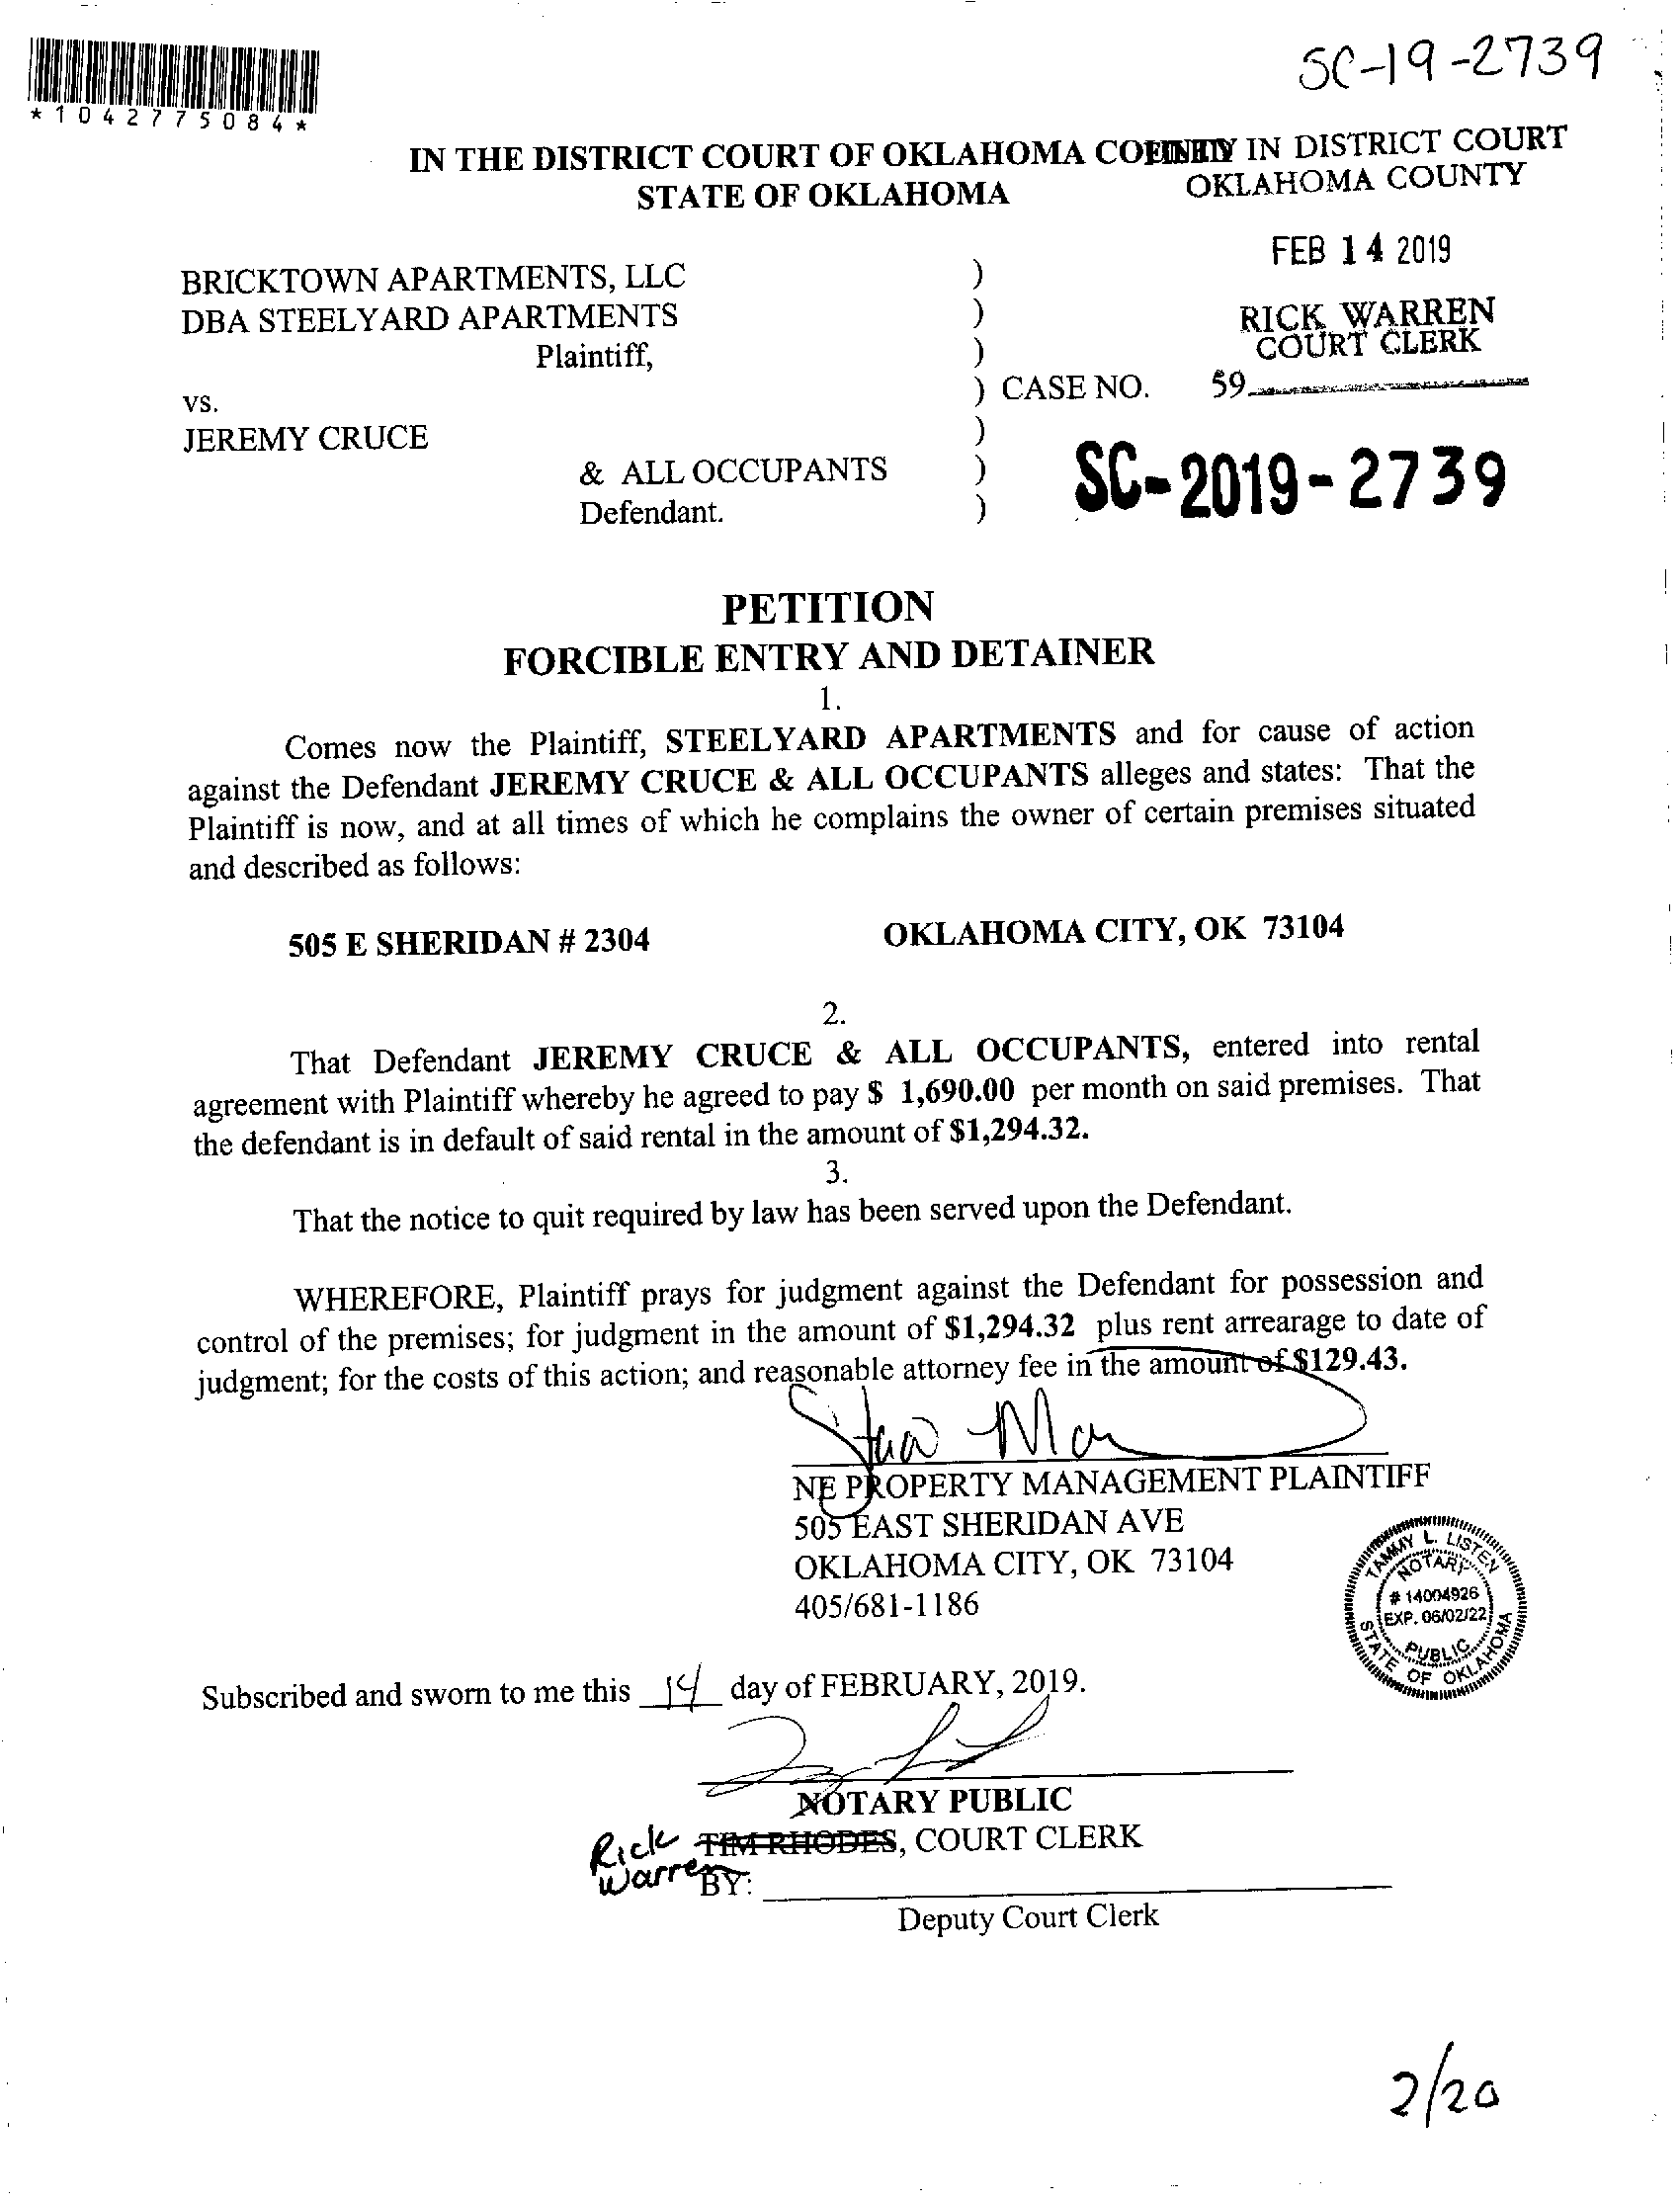 SC-19-2739
*1042775084*
IN THE DISTRICT COURT OF OKLAHOMA COUNTY
FILED IN DISTRICT COURT
STATE OF OKLAHOMA
OKLAHOMA COUNTY
FEB 14 2019
BRICKTOWN APARTMENTS, LLC )
DBA STEELYARD APARTMENTS )
RICK WARREN
COURT CLERK
Plaintiff, )
) CASE NO. 59
vs.
JEREMY CRUCE )
& ALL OCCUPANTS )
SC-2019-2739
Defendant. )
PETITION
FORCIBLE ENTRY AND DETAINER
1.
Comes now the Plaintiff, STEELYARD APARTMENTS and for cause of action
against the Defendant JEREMY CRUCE & ALL OCCUPANTS alleges and states: That the
Plaintiff is now, and at all times of which he complains the owner of certain premises situated
and described as follows:
505 E SHERIDAN # 2304 OKLAHOMA CITY, OK 73104
2.
That Defendant JEREMY CRUCE & ALL OCCUPANTS, entered into rental
agreement with Plaintiff whereby he agreed to pay $ 1,690.00 per month on said premises. That
the defendant is in default of said rental in the amount of $1,294.32.
3.
That the notice to quit required by law has been served upon the Defendant.
WHEREFORE, Plaintiff prays for judgment against the Defendant for possession and
control of the premises; for judgment in the amount of $1,294.32 plus rent arrearage to date of
judgment; for the costs of this action; and reasonable attorney fee in the amount of $129.43.
NE PROPERTY MANAGEMENT PLAINTIFF
505 EAST SHERIDAN AVE
OKLAHOMA CITY, OK 73104
405/681-1186
TAMMY L. LISTEN
NOTARY
# 14004926
EXP. 06/02/22
PUBLIC
STATE OF OKLAHOMA
Subscribed and sworn to me this 14 day of FEBRUARY, 2019.
NOTARY PUBLIC
Rick Warren
TIM RHODES, COURT CLERK
BY:
Deputy Court Clerk
2/20